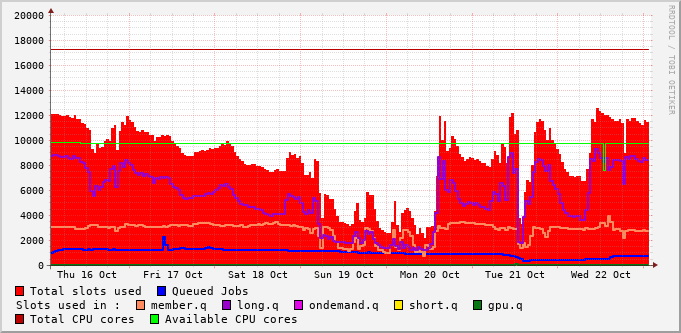 RRDTOOL / TOBI OETIKER
20000
18000
16000
14000
12000
10000
8000
6000
4000
2000
0
Thu 16 Oct Fri 17 Oct Sat 18 Oct Sun 19 Oct Mon 20 Oct Tue 21 Oct Wed 22 Oct
Total slots used Queued Jobs
Slots used in : member.q long.q ondemand.q short.q gpu.q
Total CPU cores Available CPU cores